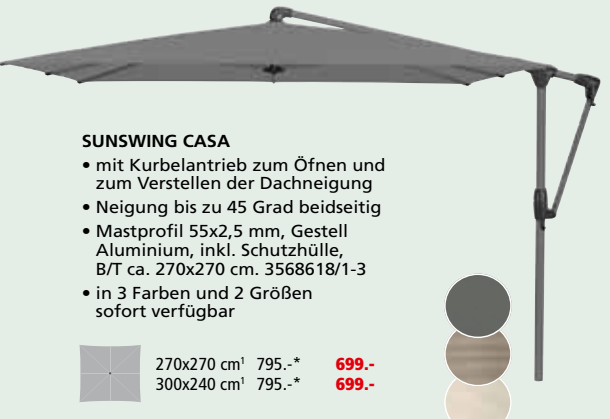 SUNSWING CASA
• mit Kurbelantrieb zum Öfnen und
zum Verstellen der Dachneigung
• Neigung bis zu 45 Grad beidseitig
• Mastprofil 55x2,5 mm, Gestell
Aluminium, inkl. Schutzhülle,
B/T ca. 270x270 cm. 3568618/1-3
• in 3 Farben und 2 Größen
sofort verfügbar
270x270 cm¹ 795.-* 699.-
300x240 cm¹ 795.-* 699.-